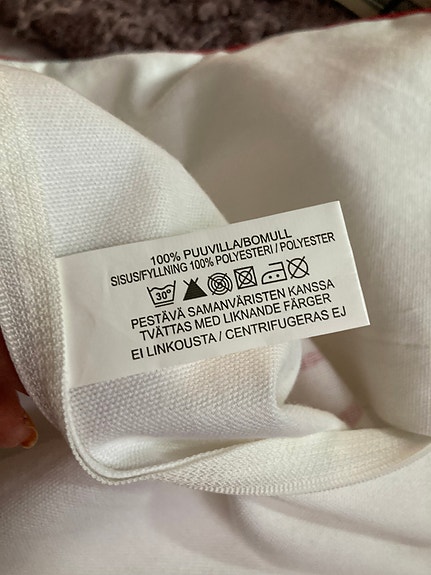 100% PUUVILLA/BOMULL
SISUS/FYLLNING 100% POLYESTERI / POLYESTER
30°
PESTÄVÄ SAMANVÄRISTEN KANSSA
TVÄTTAS MED LIKNANDE FÄRGER
EI LINKOUSTA / CENTRIFUGERAS EJ